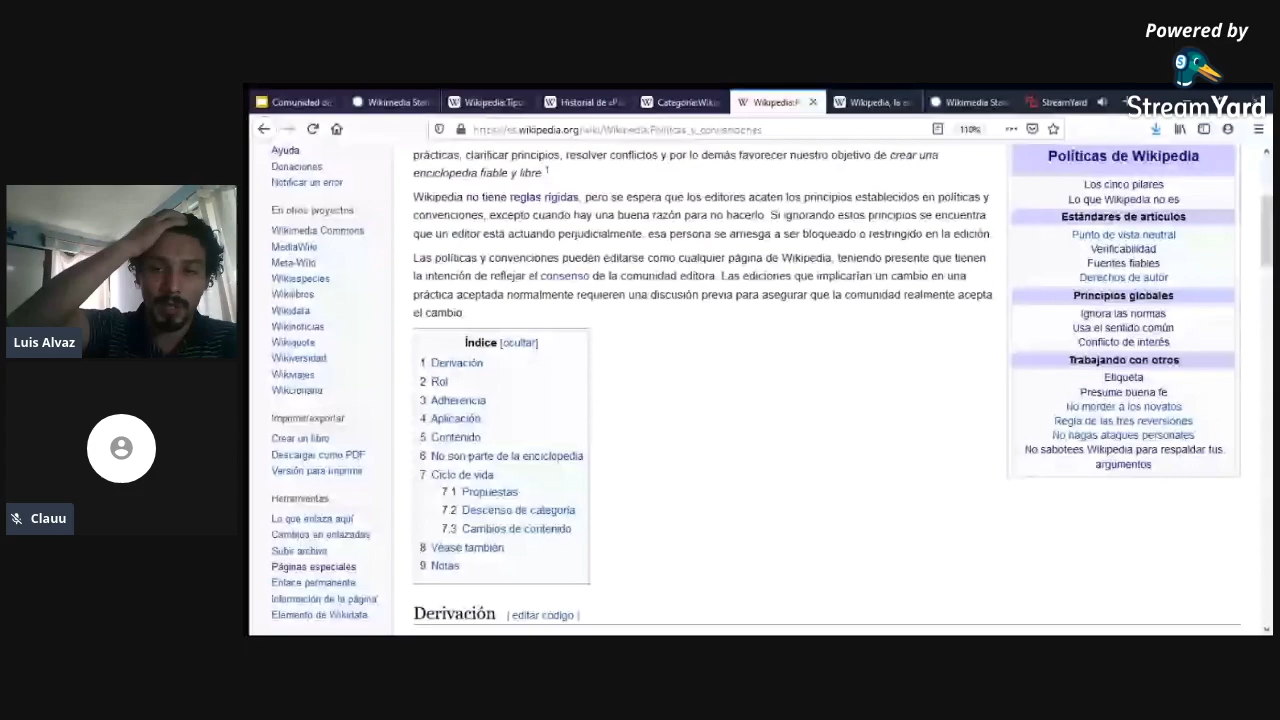 Powered by
StreamYard
Comunidad de
Wikimedia Stor
Wikipedia:Tipo
Historial de «Pa
Categoría:Wiki
Wikipedia:P
Wikipedia, la e
Wikimedia Sto
StreamYard
https://es.wikipedia.org/wiki/Wikipedia:Políticas_y_convenciones
110%
Ayuda
Donaciones
Notificar un error
En otros proyectos
Wikimedia Commons
MediaWiki
Meta-Wiki
Wikiespecies
Wikilibros
Wikidata
Wikinoticias
Wikiquote
Wikiversidad
Wikiviajes
Wikcionario
Imprimir/exportar
Crear un libro
Descargar como PDF
Versión para imprimir
Herramientas
Lo que enlaza aquí
Cambios en enlazadas
Subir archivo
Páginas especiales
Enlace permanente
Información de la página
Elemento de Wikidata
prácticas, clarificar principios, resolver conflictos y por lo demás favorecer nuestro objetivo de crear una
enciclopedia fiable y libre 1
Wikipedia no tiene reglas rígidas, pero se espera que los editores acaten los principios establecidos en políticas y
convenciones, excepto cuando hay una buena razón para no hacerlo. Si ignorando estos principios se encuentra
que un editor está actuando perjudicialmente, esa persona se arriesga a ser bloqueado o restringido en la edición.
Las políticas y convenciones pueden editarse como cualquier página de Wikipedia, teniendo presente que tienen
la intención de reflejar el consenso de la comunidad editora. Las ediciones que implicarían un cambio en una
práctica aceptada normalmente requieren una discusión previa para asegurar que la comunidad realmente acepta
el cambio
Índice [ocultar]
1 Derivación
2 Rol
3 Adherencia
4 Aplicación
5 Contenido
6 No son parte de la enciclopedia
7 Ciclo de vida
7.1 Propuestas
7.2 Descenso de categoría
7.3 Cambios de contenido
8 Véase también
9 Notas
Derivación [editar código]
Políticas de Wikipedia
Los cinco pilares
Lo que Wikipedia no es
Estándares de artículos
Punto de vista neutral
Verificabilidad
Fuentes fiables
Derechos de autor
Principios globales
Ignora las normas
Usa el sentido común
Conflicto de interés
Trabajando con otros
Etiqueta
Presume buena fe
No morder a los novatos
Regla de las tres reversiones
No hagas ataques personales
No sabotees Wikipedia para respaldar tus
argumentos
Luis Alvaz
Clauu